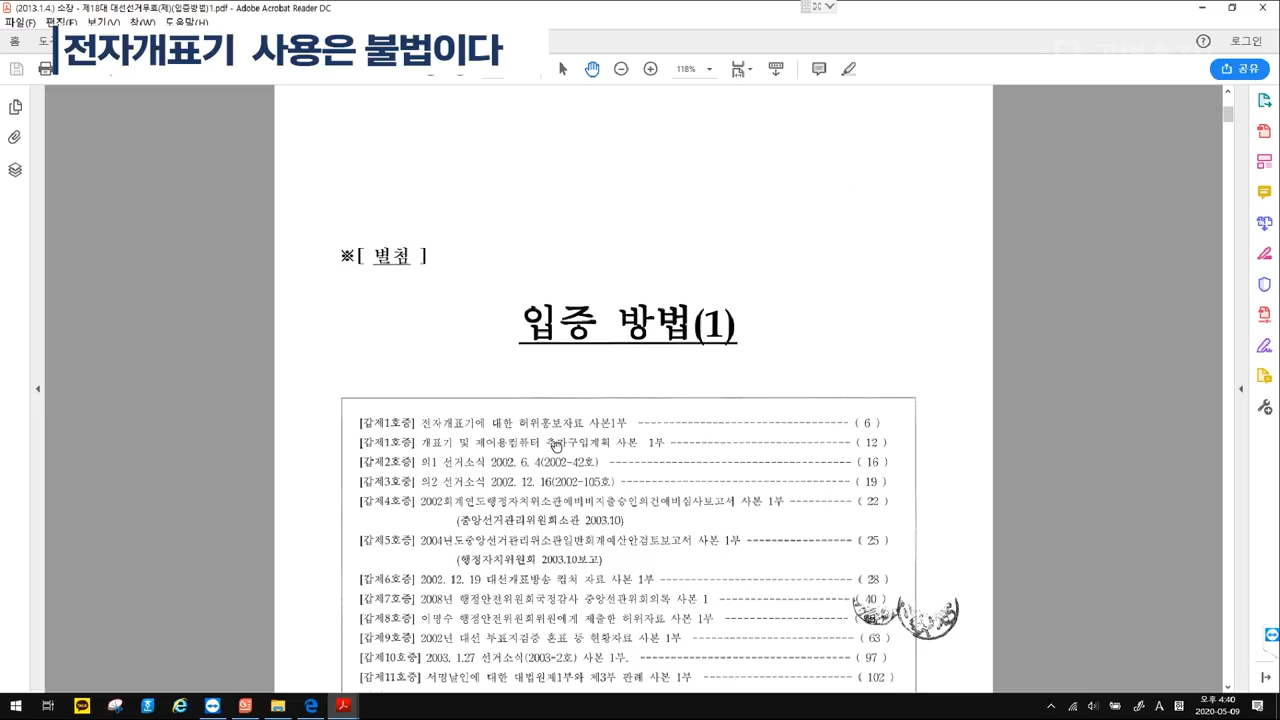 (2013.1.4.) 소장 - 제18대 대선선거무효(제)(입증방법)1.pdf - Adobe Acrobat Reader DC
파일(F) 편집(E) 보기(V) 창(W) 도움말(H)
전자개표기 사용은 불법이다
홈
로그인
118%
공유
※[ 별첨 ]
입증 방법(1)
[갑제1호증] 전자개표기에 대한 허위홍보자료 사본1부 ( 6 )
[갑제1호증] 개표기 및 제어용컴퓨터 추가구입계획 사본 1부 ( 12 )
[갑제2호증] 의1 선거소식 2002. 6. 4(2002-42호) ( 16 )
[갑제3호증] 의2 선거소식 2002. 12. 16(2002-105호) ( 19 )
[갑제4호증] 2002회계연도행정자치위소관예비비지출승인의건예비심사보고서 사본 1부 ( 22 )
(중앙선거관리위원회소관 2003.10)
[갑제5호증] 2004년도중앙선거관리위소관일반회계예산안검토보고서 사본 1부 ( 25 )
(행정자치위원회 2003.10보고)
[갑제6호증] 2002. 12. 19 대선개표방송 캡쳐 자료 사본 1부 ( 28 )
[갑제7호증] 2008년 행정안전위원회국정감사 중앙선관위회의록 사본 1 ( 40 )
[갑제8호증] 이명수 행정안전위원회위원에게 제출한 허위자료 사본 1부
[갑제9호증] 2002년 대선 투표지검증 혼표 등 현황자료 사본 1부 ( 63 )
[갑제10호증] 2003. 1.27 선거소식(2003-2호) 사본 1부. ( 97 )
[갑제11호증] 서명날인에 대한 대법원제1부와 제3부 판례 사본 1부 ( 102 )
TALK
A
오후 4:40
2020-05-09